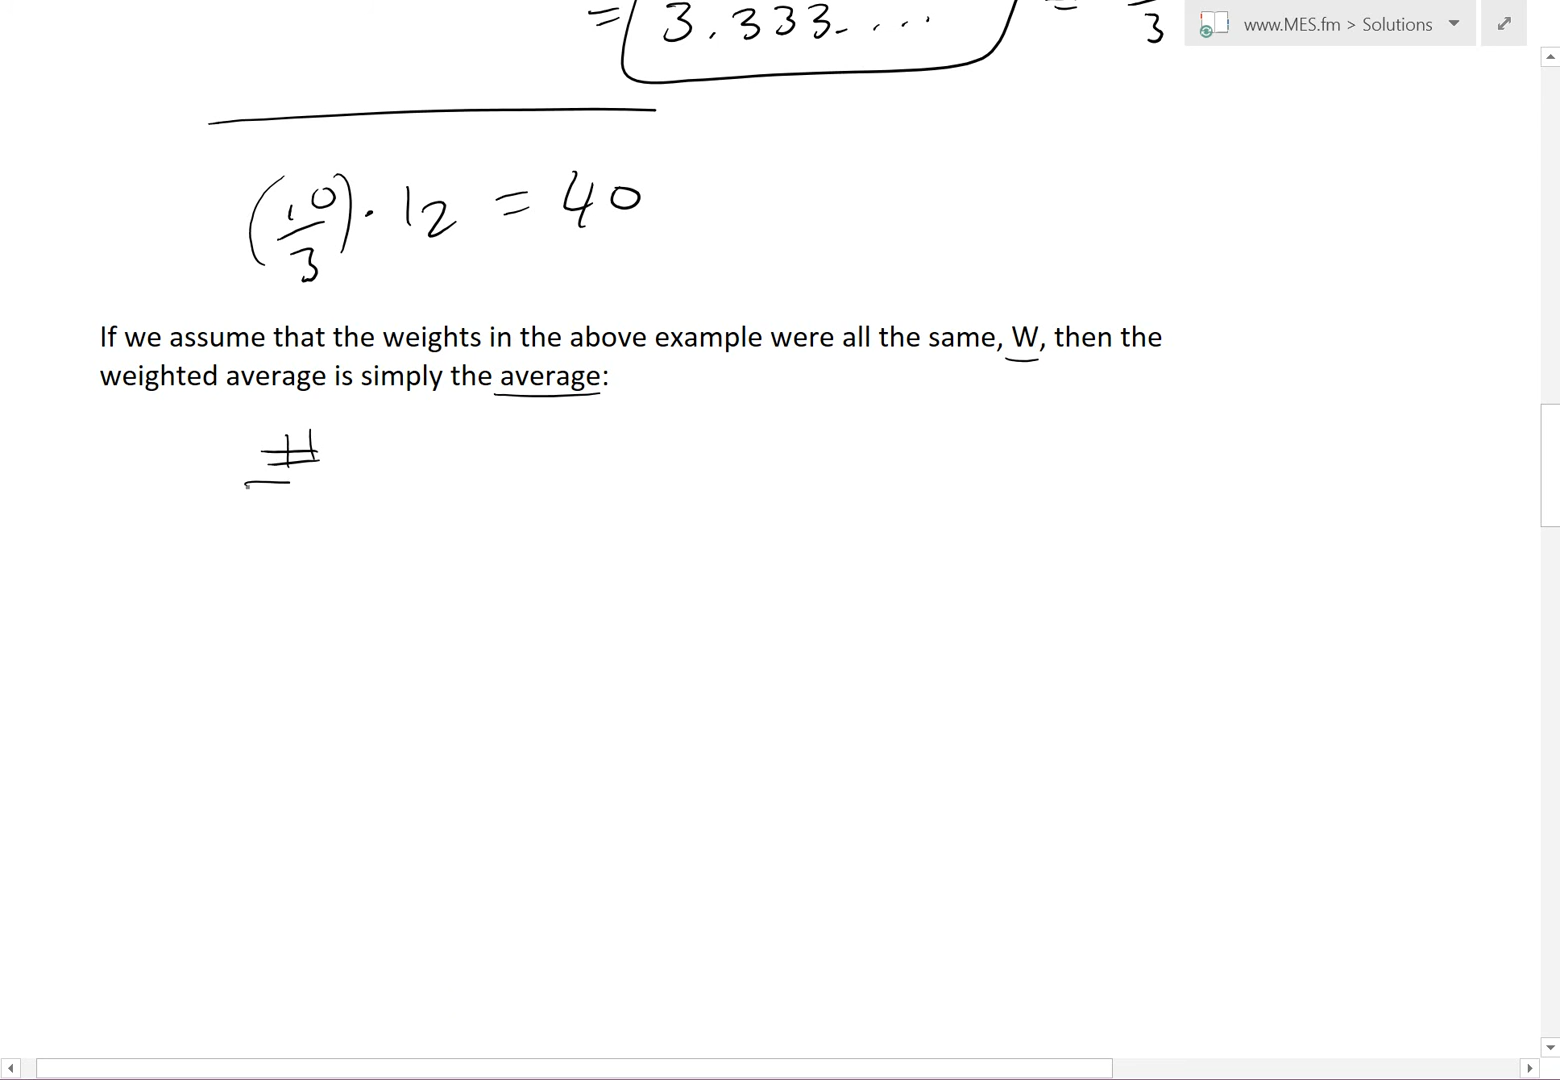 www.MES.fm > Solutions
= 3.333.... =
3
(10/3) · 12 = 40
If we assume that the weights in the above example were all the same, W, then the
weighted average is simply the average:
#